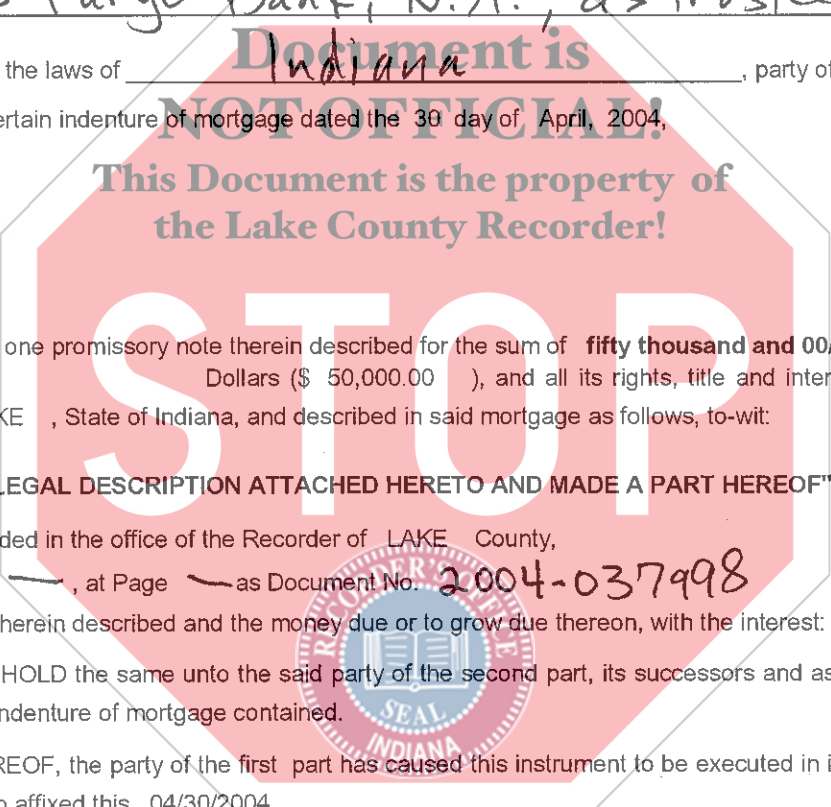 Fargo Bank, N.A., as Truste
the laws of Indiana, party of
ertain indenture of mortgage dated the 30 day of April, 2004,
Document is
NOT OFFICIAL!
This Document is the property of
the Lake County Recorder!
STOP
one promissory note therein described for the sum of fifty thousand and 00/
Dollars ($ 50,000.00 ), and all its rights, title and inter
KE , State of Indiana, and described in said mortgage as follows, to-wit:
LEGAL DESCRIPTION ATTACHED HERETO AND MADE A PART HEREOF"
ded in the office of the Recorder of LAKE County,
, at Page — as Document No. 2004-037998
herein described and the money due or to grow due thereon, with the interest:
HOLD the same unto the said party of the second part, its successors and as
ndenture of mortgage contained.
REOF, the party of the first part has caused this instrument to be executed in i
o affixed this 04/30/2004
RECORDER'S OFFICE
SEAL
INDIANA